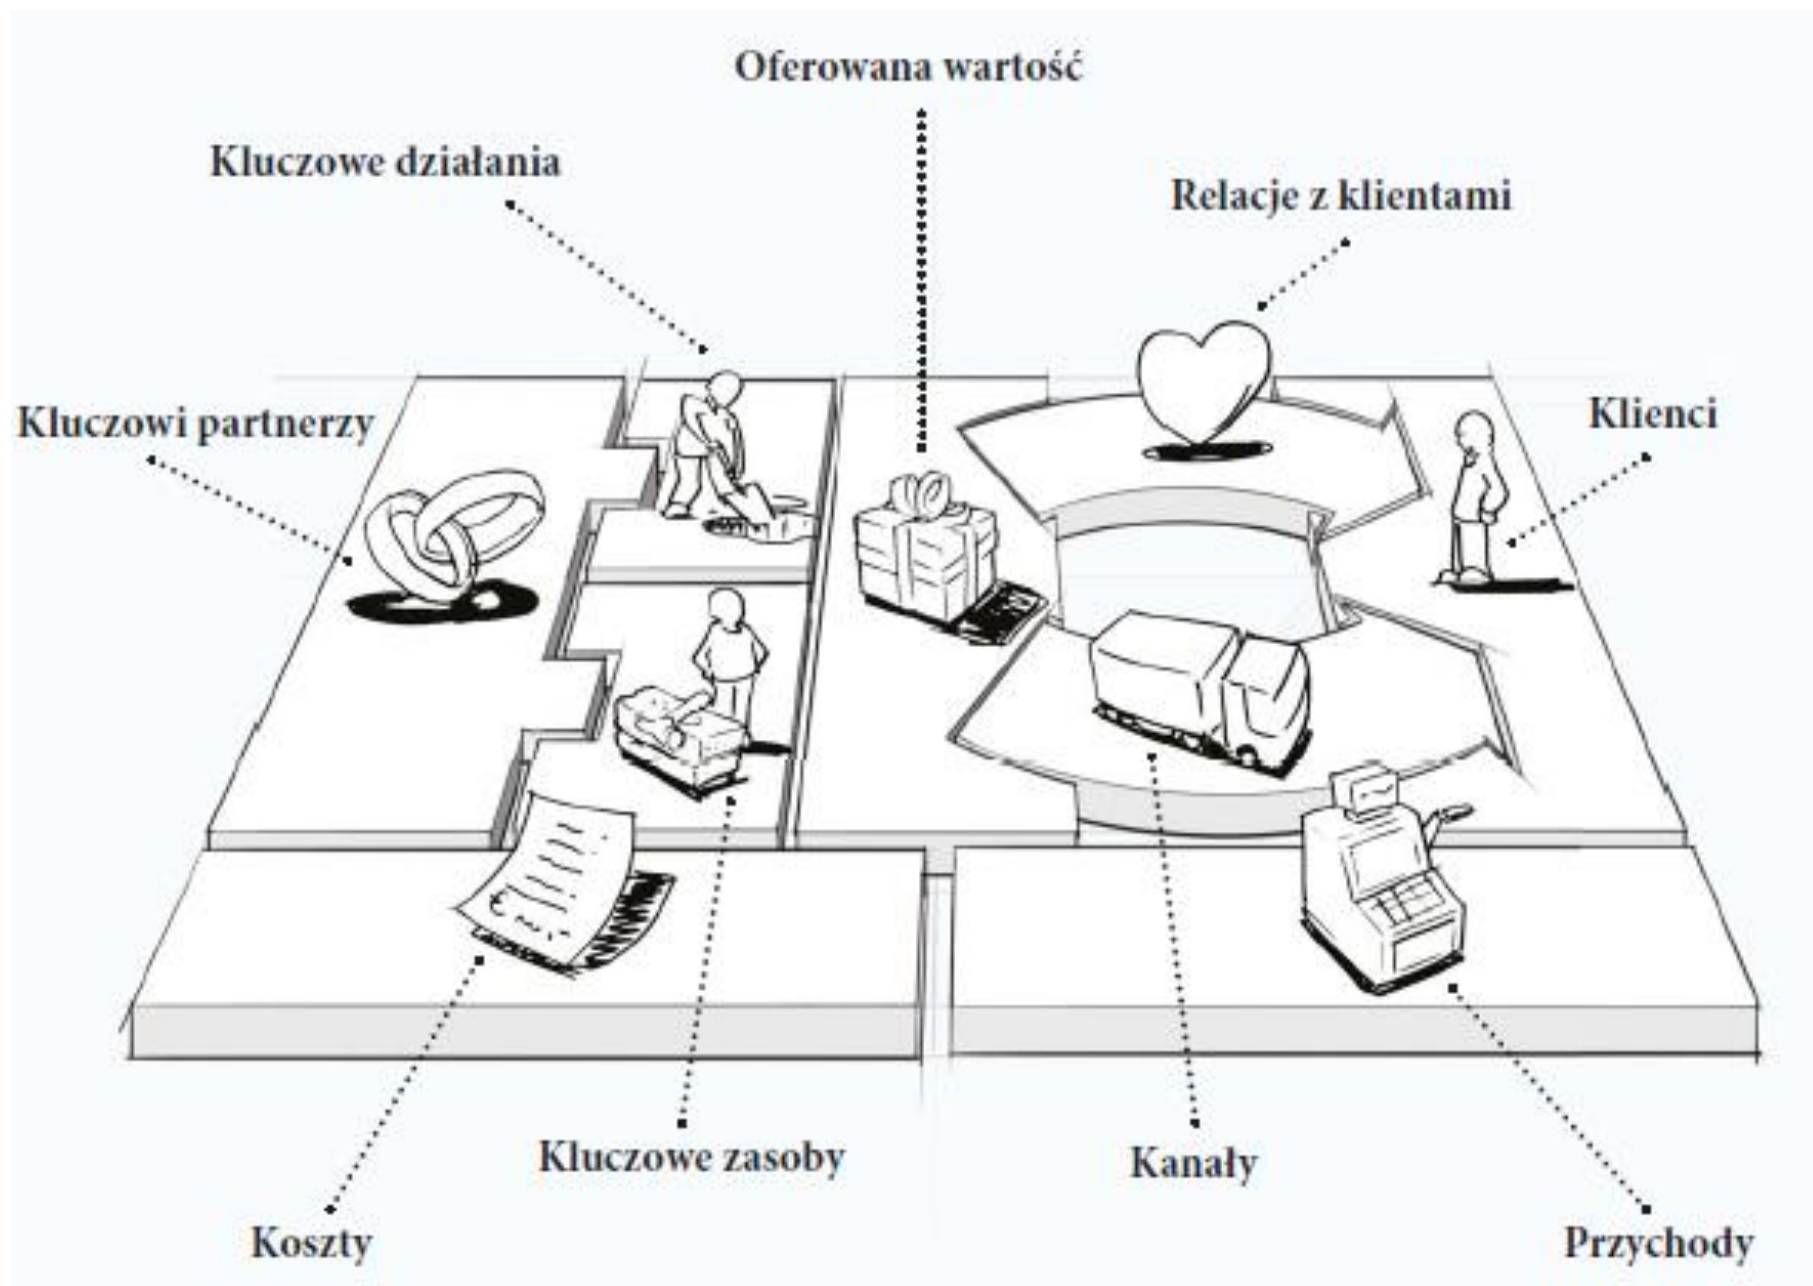 Oferowana wartość
Kluczowe działania
Relacje z klientami
Kluczowi partnerzy
Klienci
Kluczowe zasoby
Kanały
Koszty
Przychody